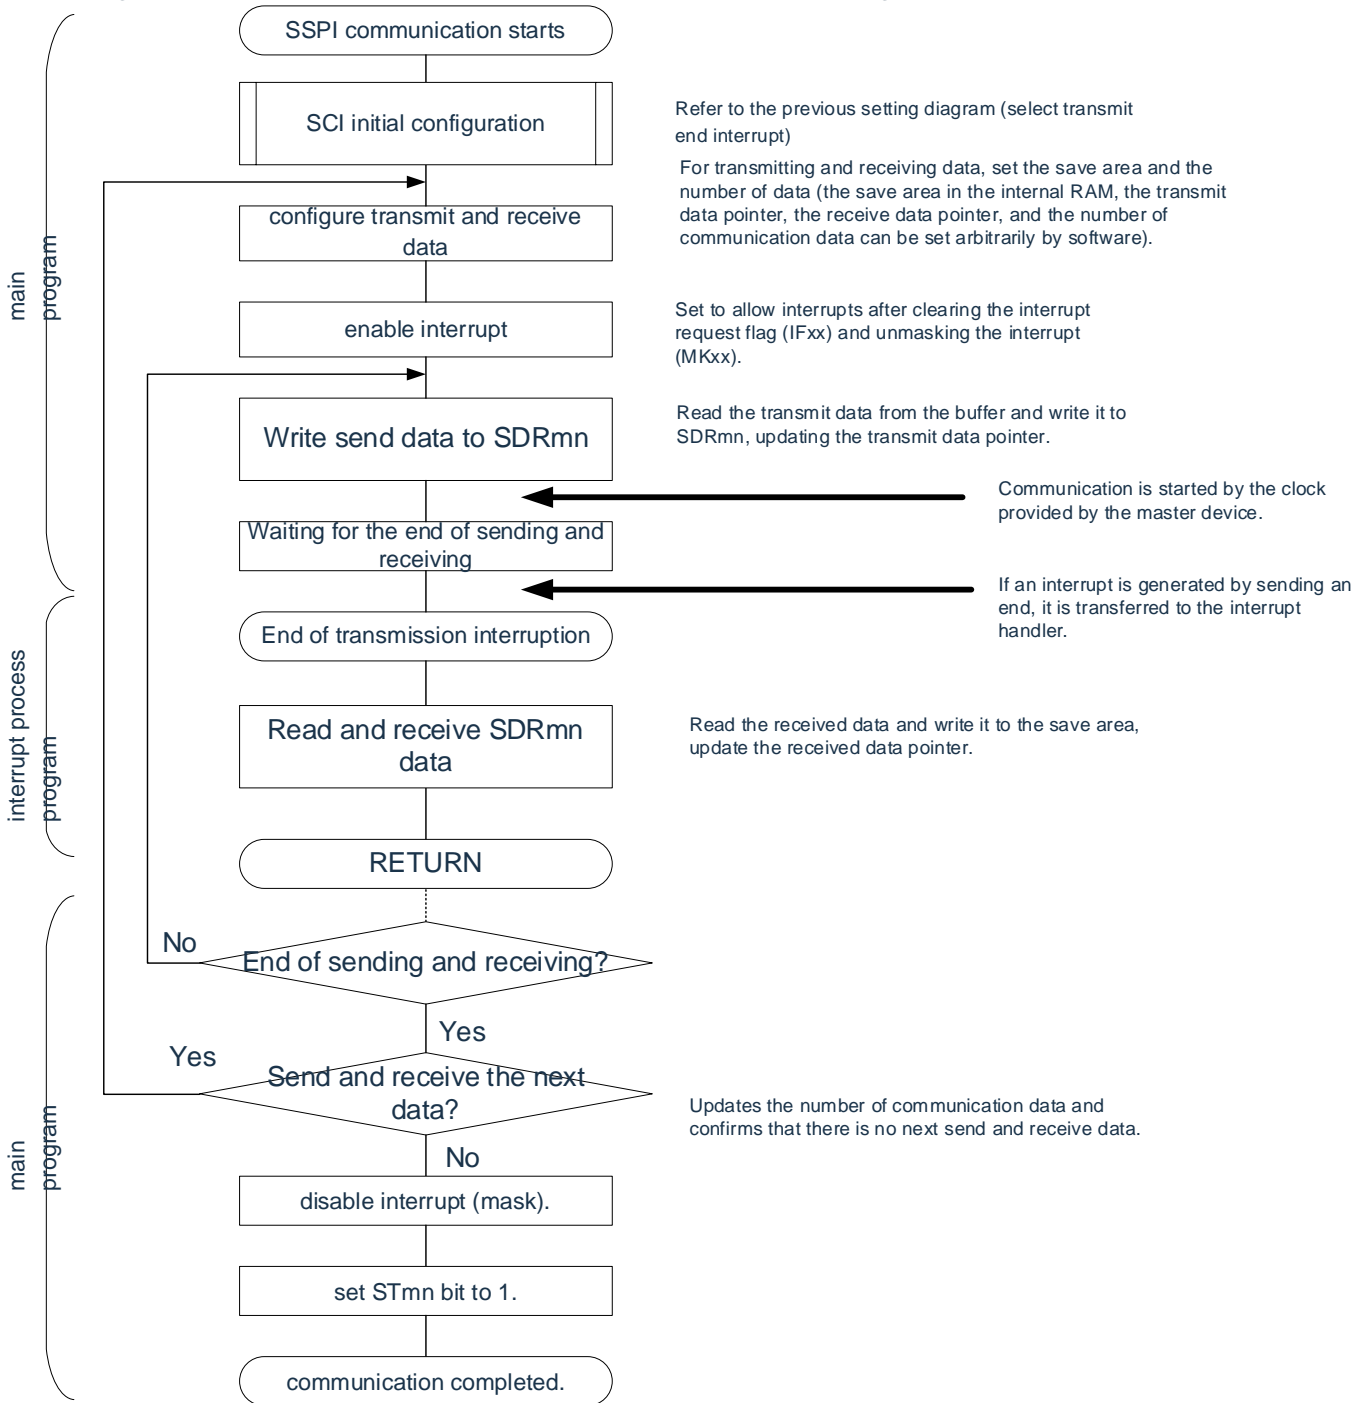 SSPI communication starts
SCI initial configuration
Refer to the previous setting diagram (select transmit
end interrupt)
For transmitting and receiving data, set the save area and the
number of data (the save area in the internal RAM, the transmit
data pointer, the receive data pointer, and the number of
communication data can be set arbitrarily by software).
configure transmit and receive
data
main
program
enable interrupt
Set to allow interrupts after clearing the interrupt
request flag (IFxx) and unmasking the interrupt
(MKxx).
Write send data to SDRmn
Read the transmit data from the buffer and write it to
SDRmn, updating the transmit data pointer.
Communication is started by the clock
provided by the master device.
Waiting for the end of sending and
receiving
If an interrupt is generated by sending an
end, it is transferred to the interrupt
handler.
End of transmission interruption
interrupt process
program
Read and receive SDRmn
data
Read the received data and write it to the save area,
update the received data pointer.
RETURN
No
End of sending and receiving?
Yes
Yes
Send and receive the next
data?
Updates the number of communication data and
confirms that there is no next send and receive data.
main
program
No
disable interrupt (mask).
set STmn bit to 1.
communication completed.